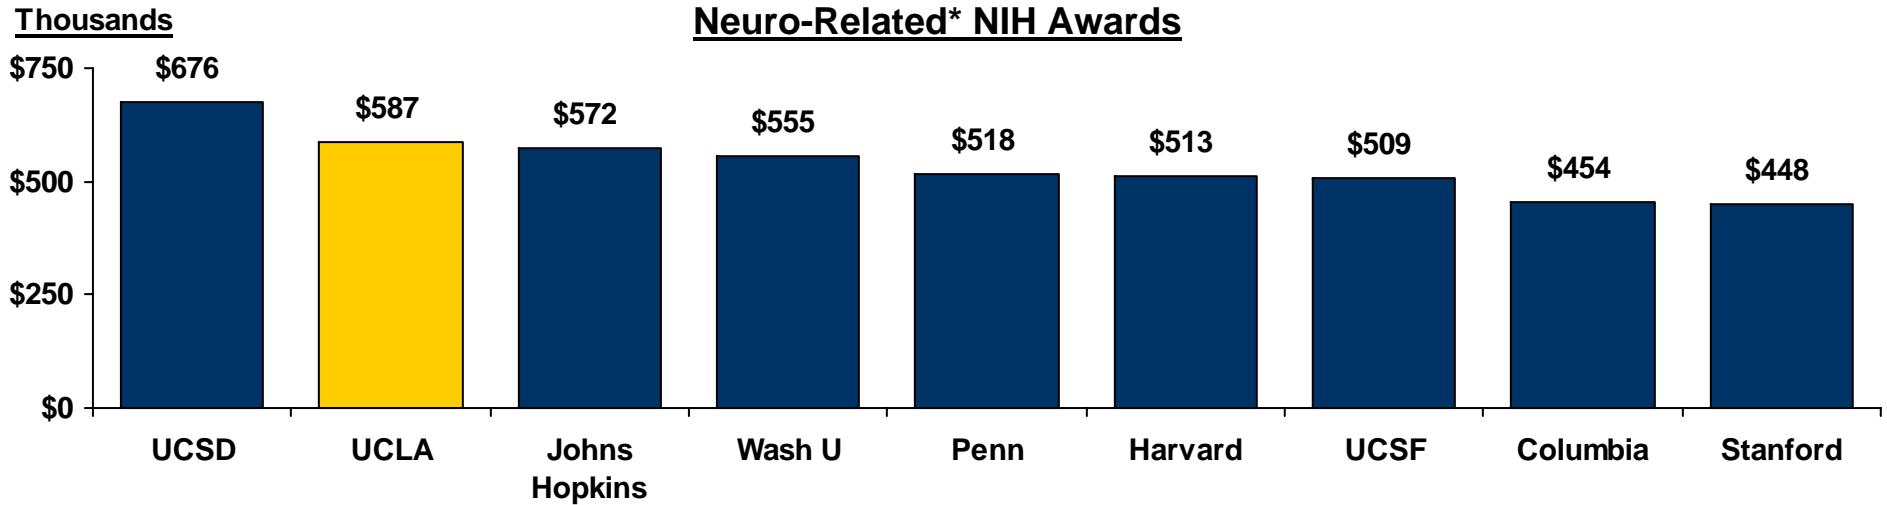 Thousands
Neuro-Related* NIH Awards
$750
$500
$250
$0
$676
$587
$572
$555
$518
$513
$509
$454
$448
UCSD
UCLA
Johns
Hopkins
Wash U
Penn
Harvard
UCSF
Columbia
Stanford